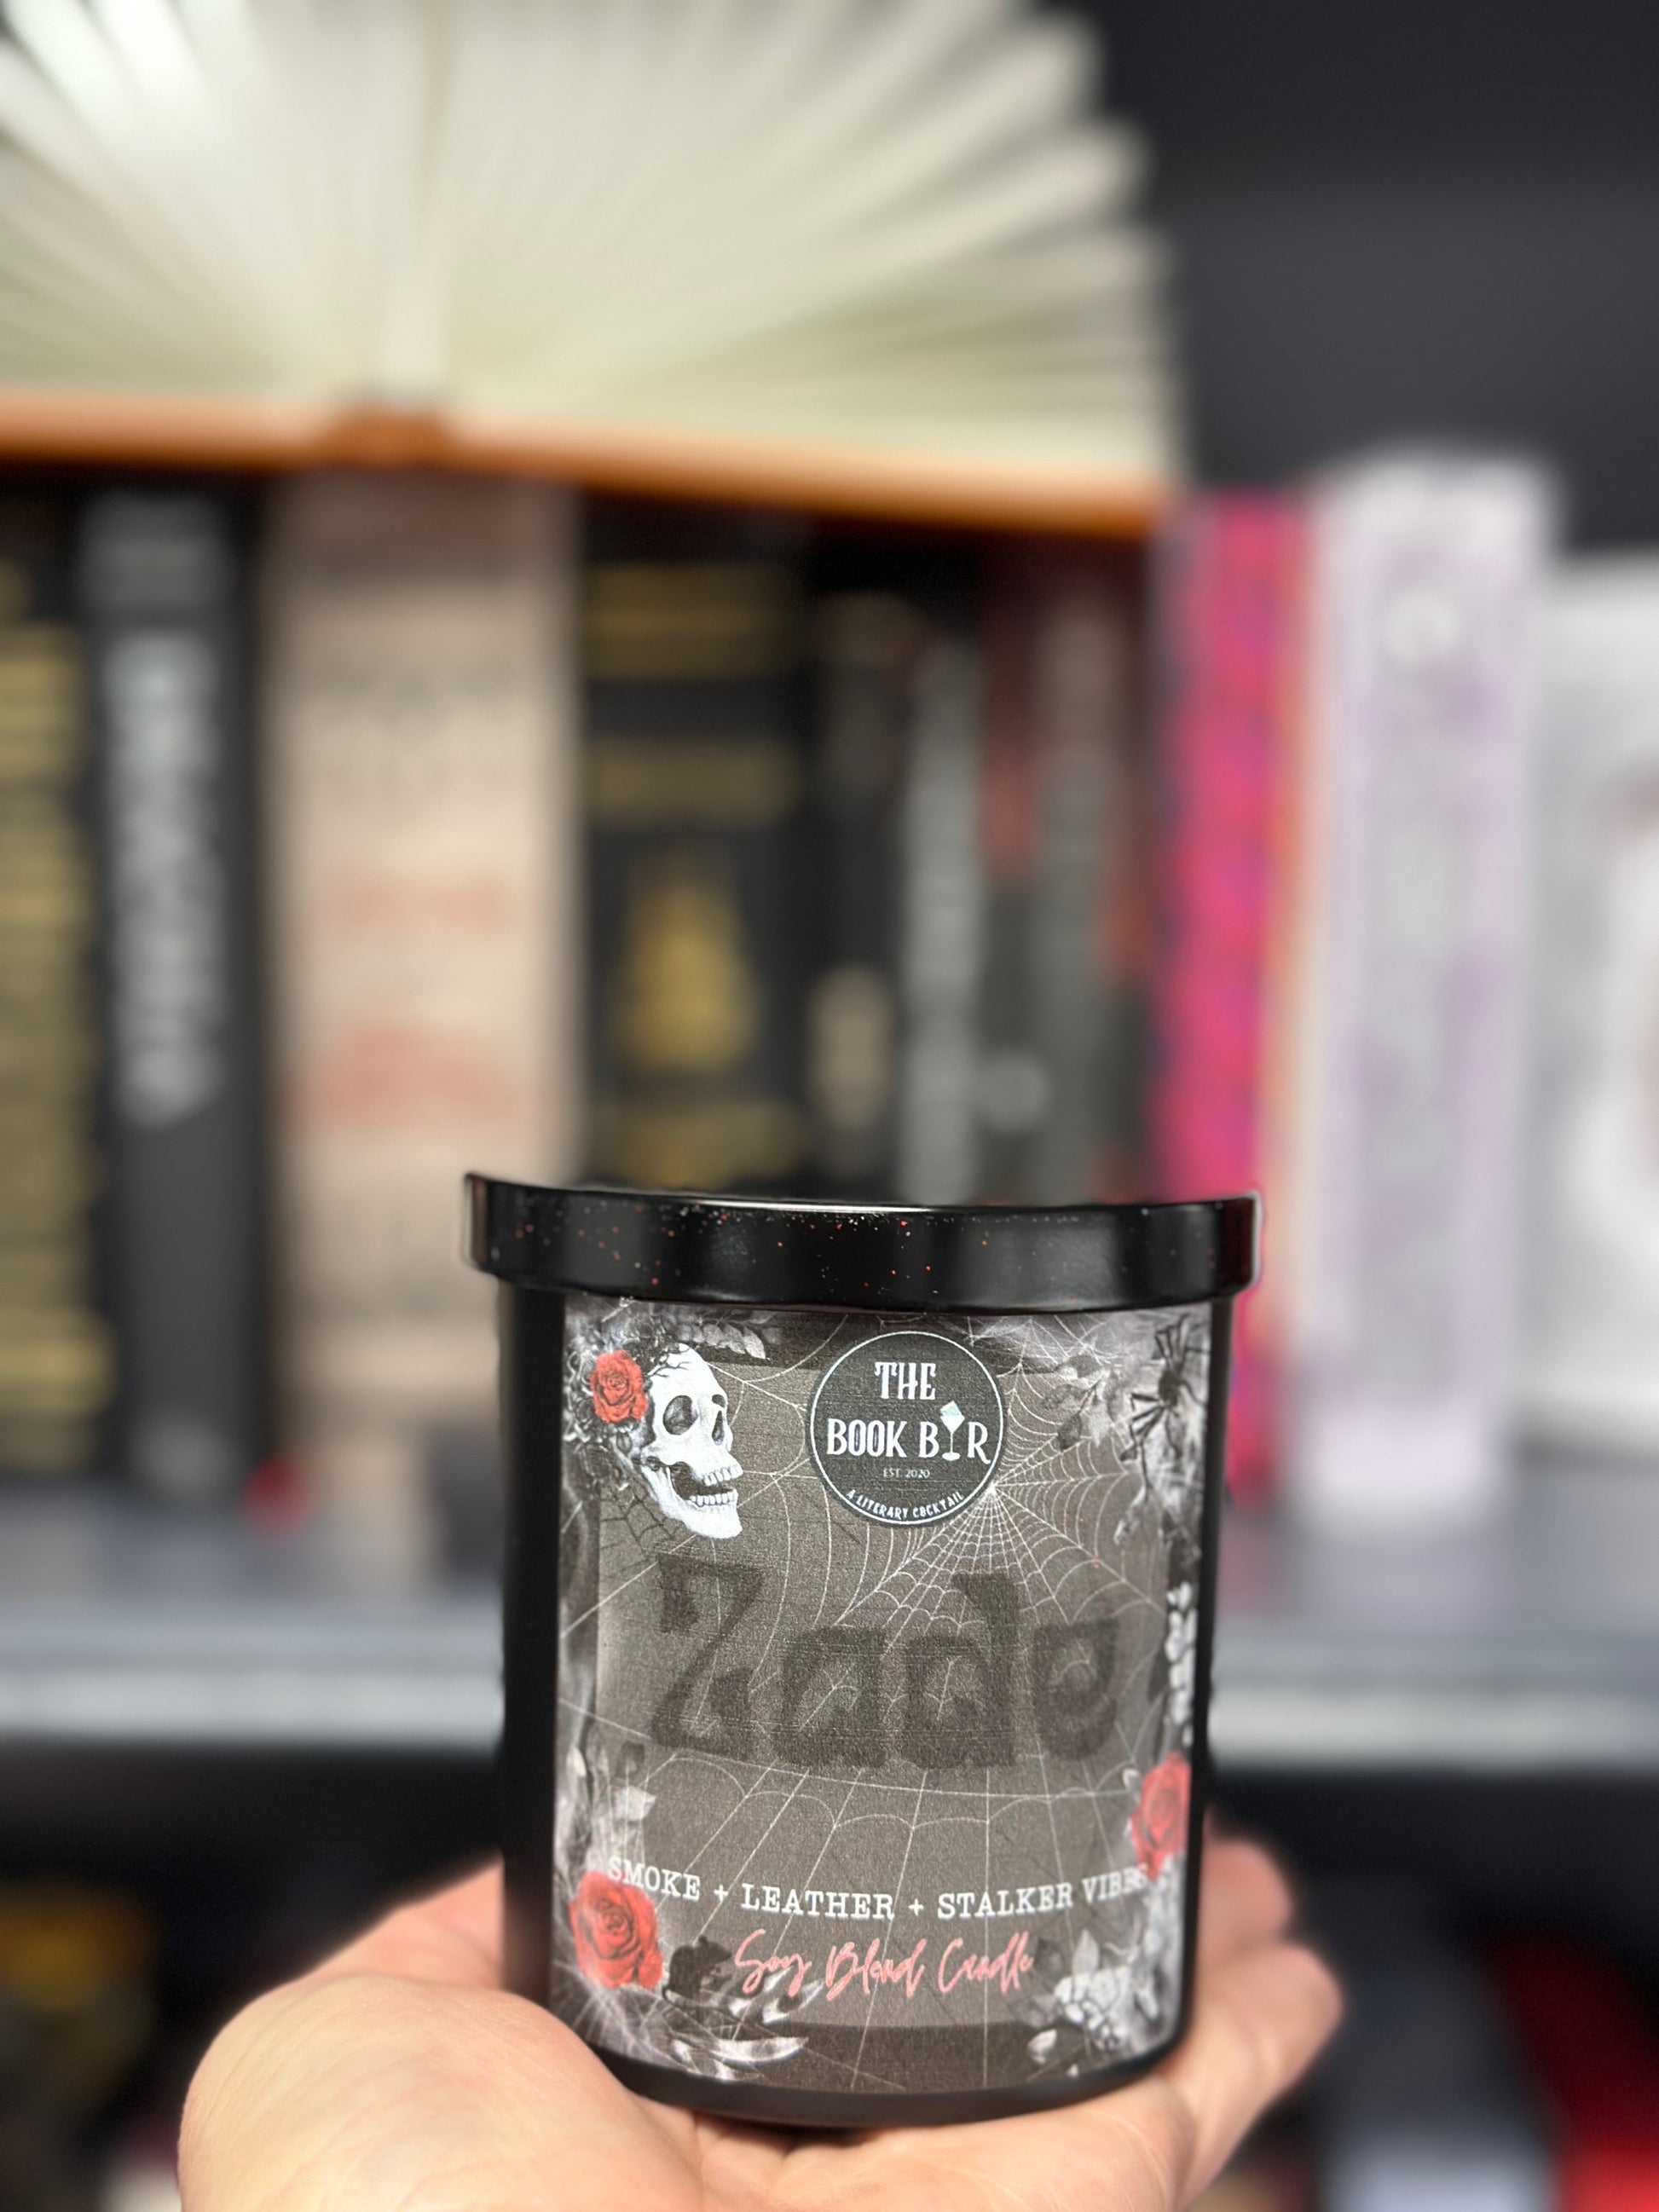 THE
BOOK BAR
EST. 2020
A LITERARY COCKTAIL
Zade
SMOKE + LEATHER + STALKER VIBES
Soy Blend Candle